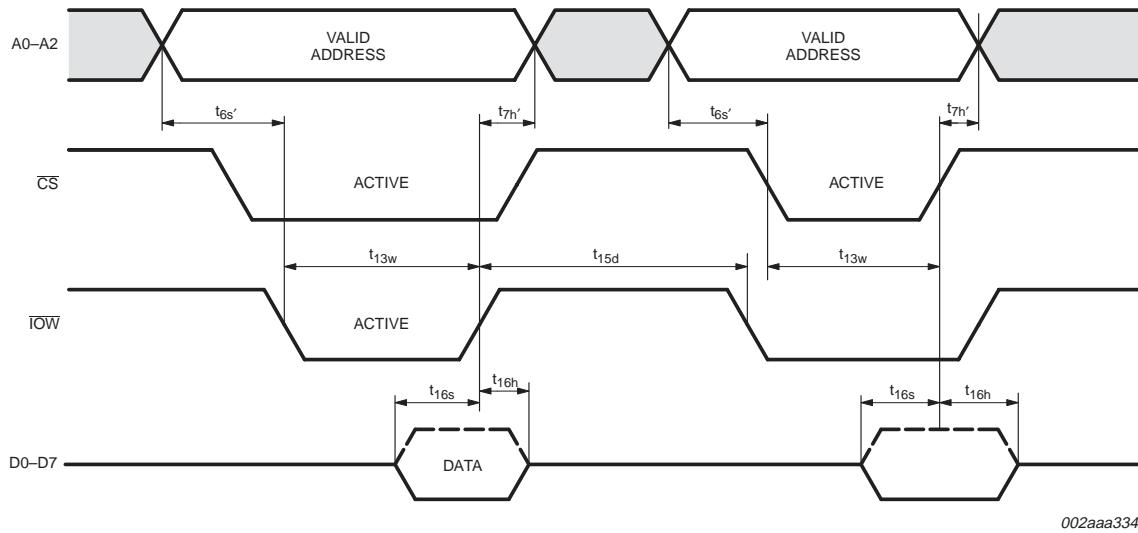 A0–A2
VALID
ADDRESS
VALID
ADDRESS
t6s′
t7h′
t6s′
t7h′
CS
ACTIVE
ACTIVE
t13w
t15d
t13w
IOW
ACTIVE
t16s
t16h
t16s
t16h
D0–D7
DATA
002aaa334